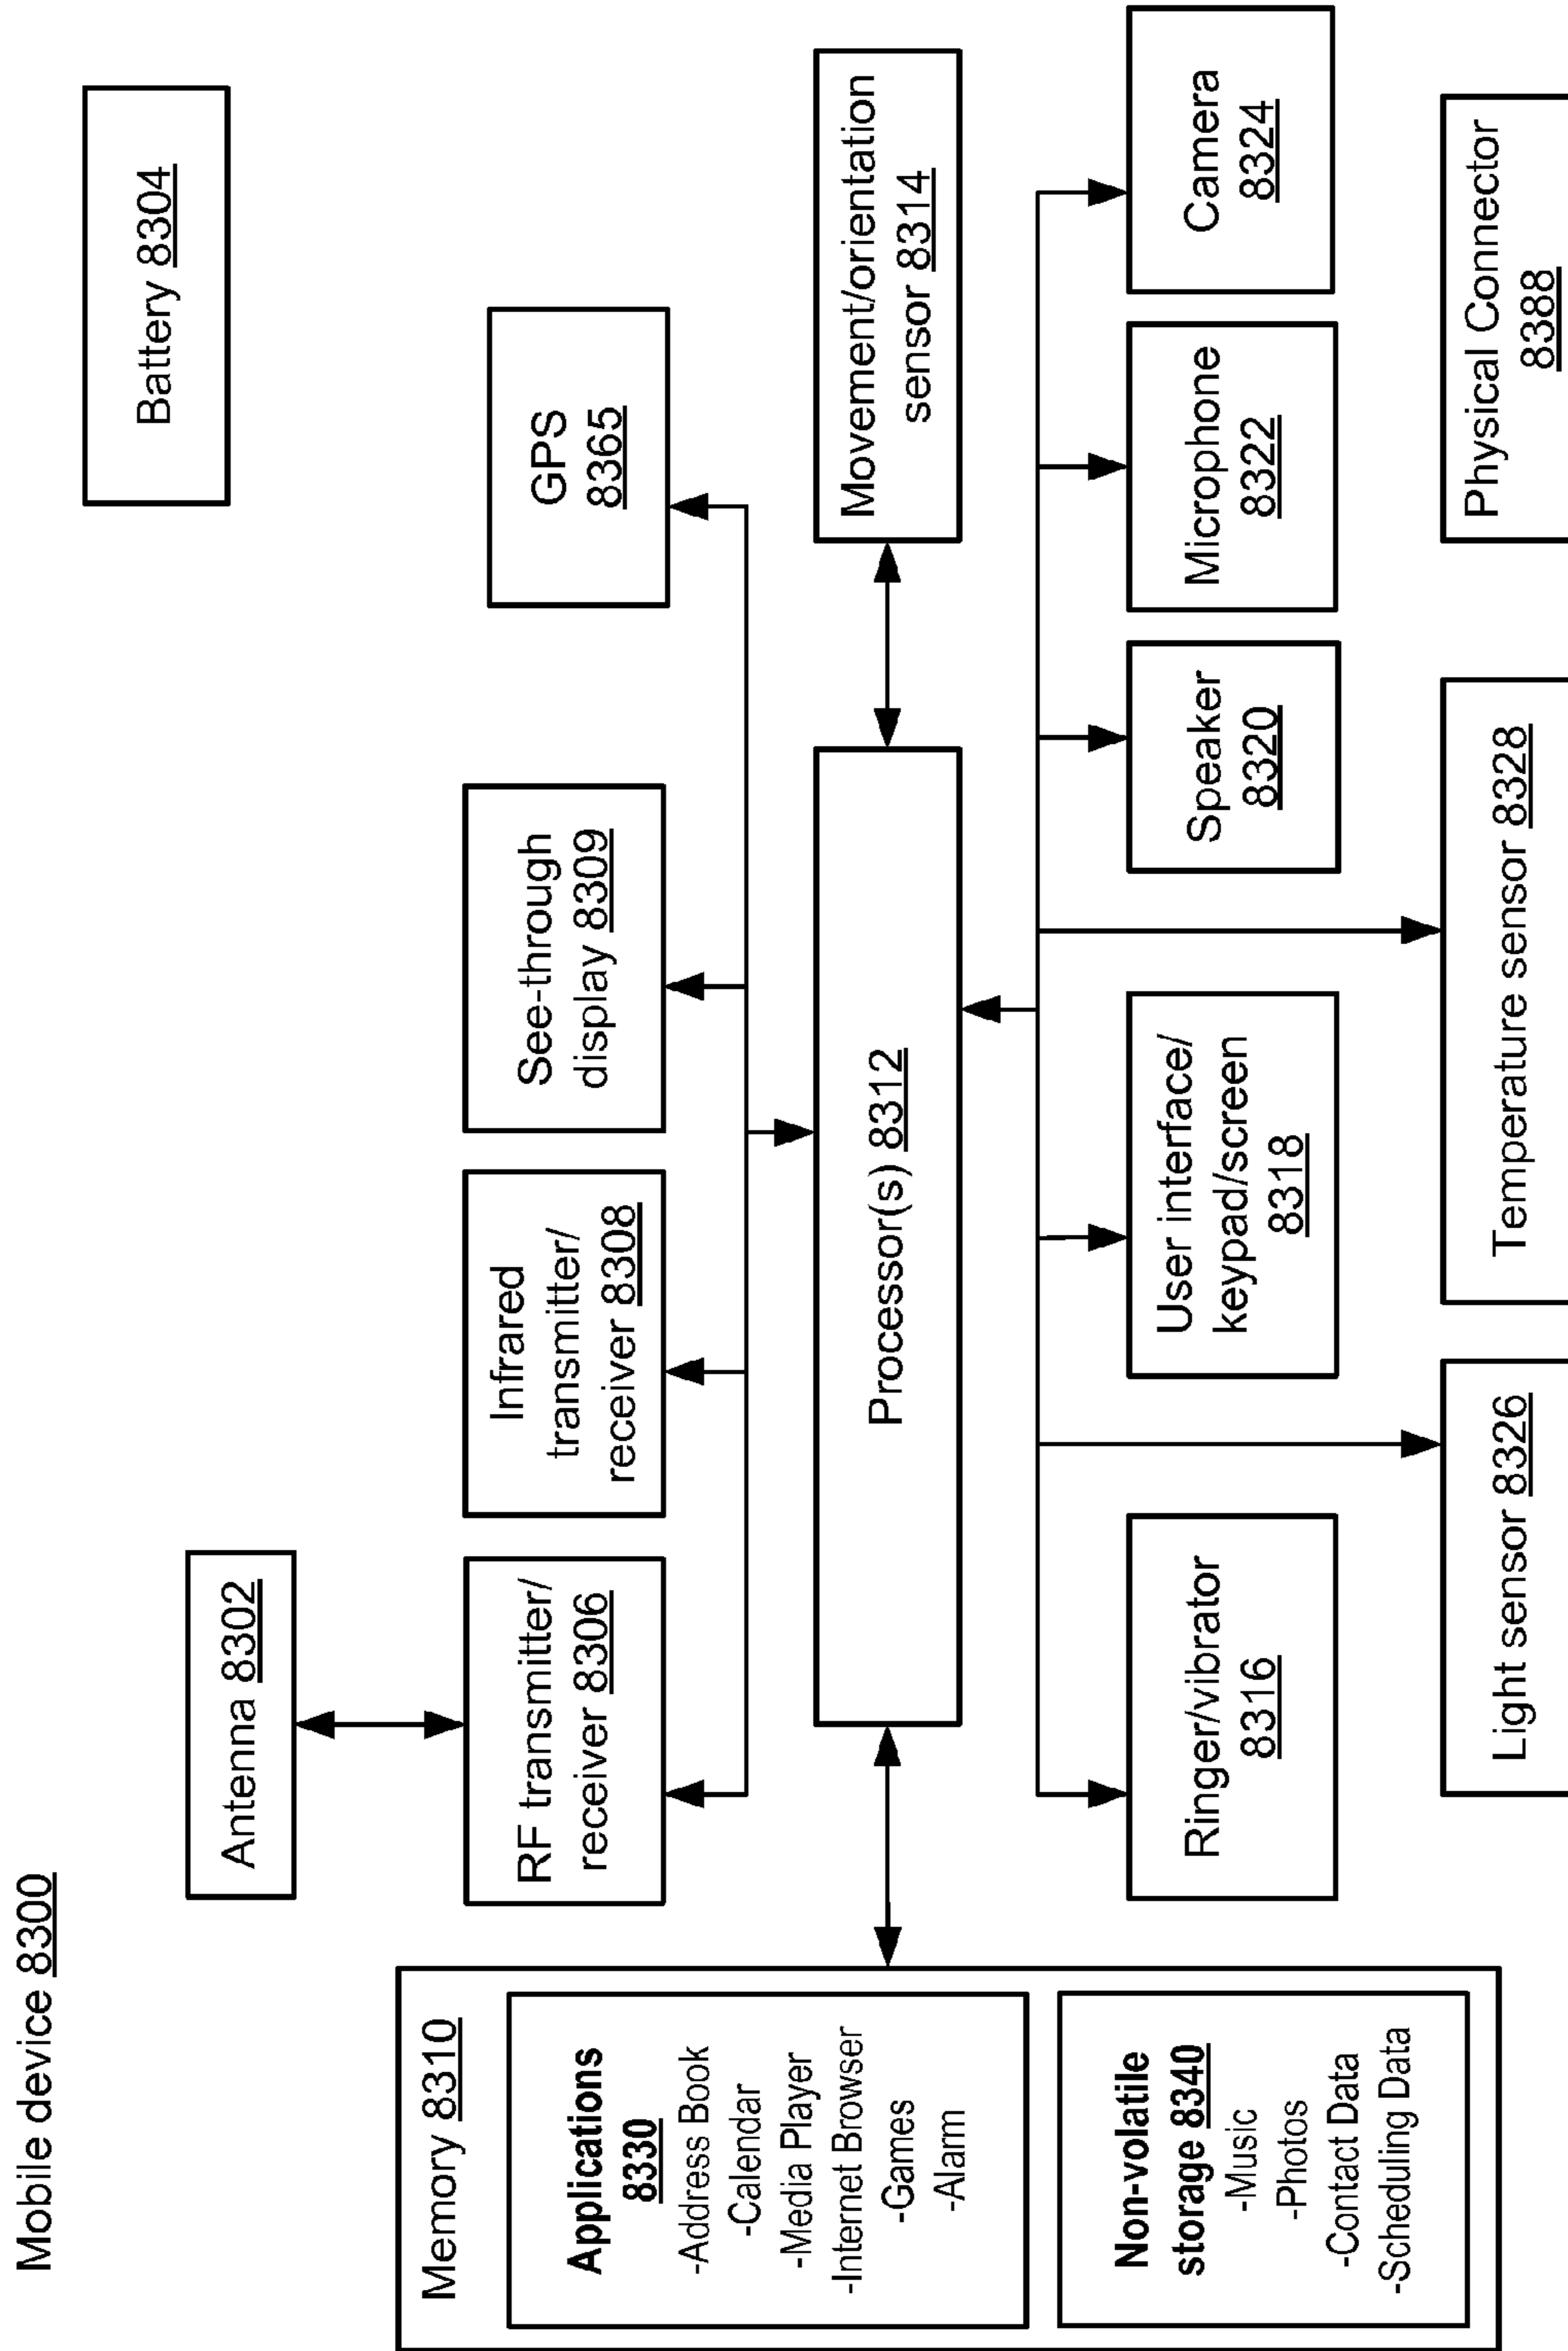 Mobile device 8300
Battery 8304
Antenna 8302
RF transmitter/
receiver 8306
Infrared
transmitter/
receiver 8308
See-through
display 8309
GPS
8365
Memory 8310
Applications
8330
-Address Book
-Calendar
-Media Player
-Internet Browser
-Games
-Alarm
Non-volatile
storage 8340
-Music
-Photos
-Contact Data
-Scheduling Data
Processor(s) 8312
Movement/orientation
sensor 8314
Ringer/vibrator
8316
User interface/
keypad/screen
8318
Speaker
8320
Microphone
8322
Camera
8324
Light sensor 8326
Temperature sensor 8328
Physical Connector
8388